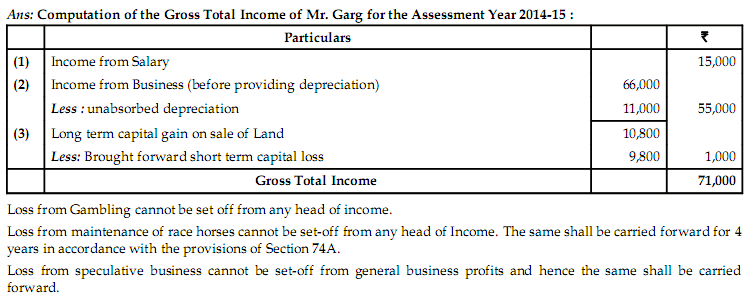 Ans: Computation of the Gross Total Income of Mr. Garg for the Assessment Year 2014-15 :
Particulars ₹
(1) Income from Salary 15,000
(2) Income from Business (before providing depreciation) 66,000
Less : unabsorbed depreciation 11,000 55,000
(3) Long term capital gain on sale of Land 10,800
Less: Brought forward short term capital loss 9,800 1,000
Gross Total Income 71,000
Loss from Gambling cannot be set off from any head of income.
Loss from maintenance of race horses cannot be set-off from any head of Income. The same shall be carried forward for 4
years in accordance with the provisions of Section 74A.
Loss from speculative business cannot be set-off from general business profits and hence the same shall be carried
forward.